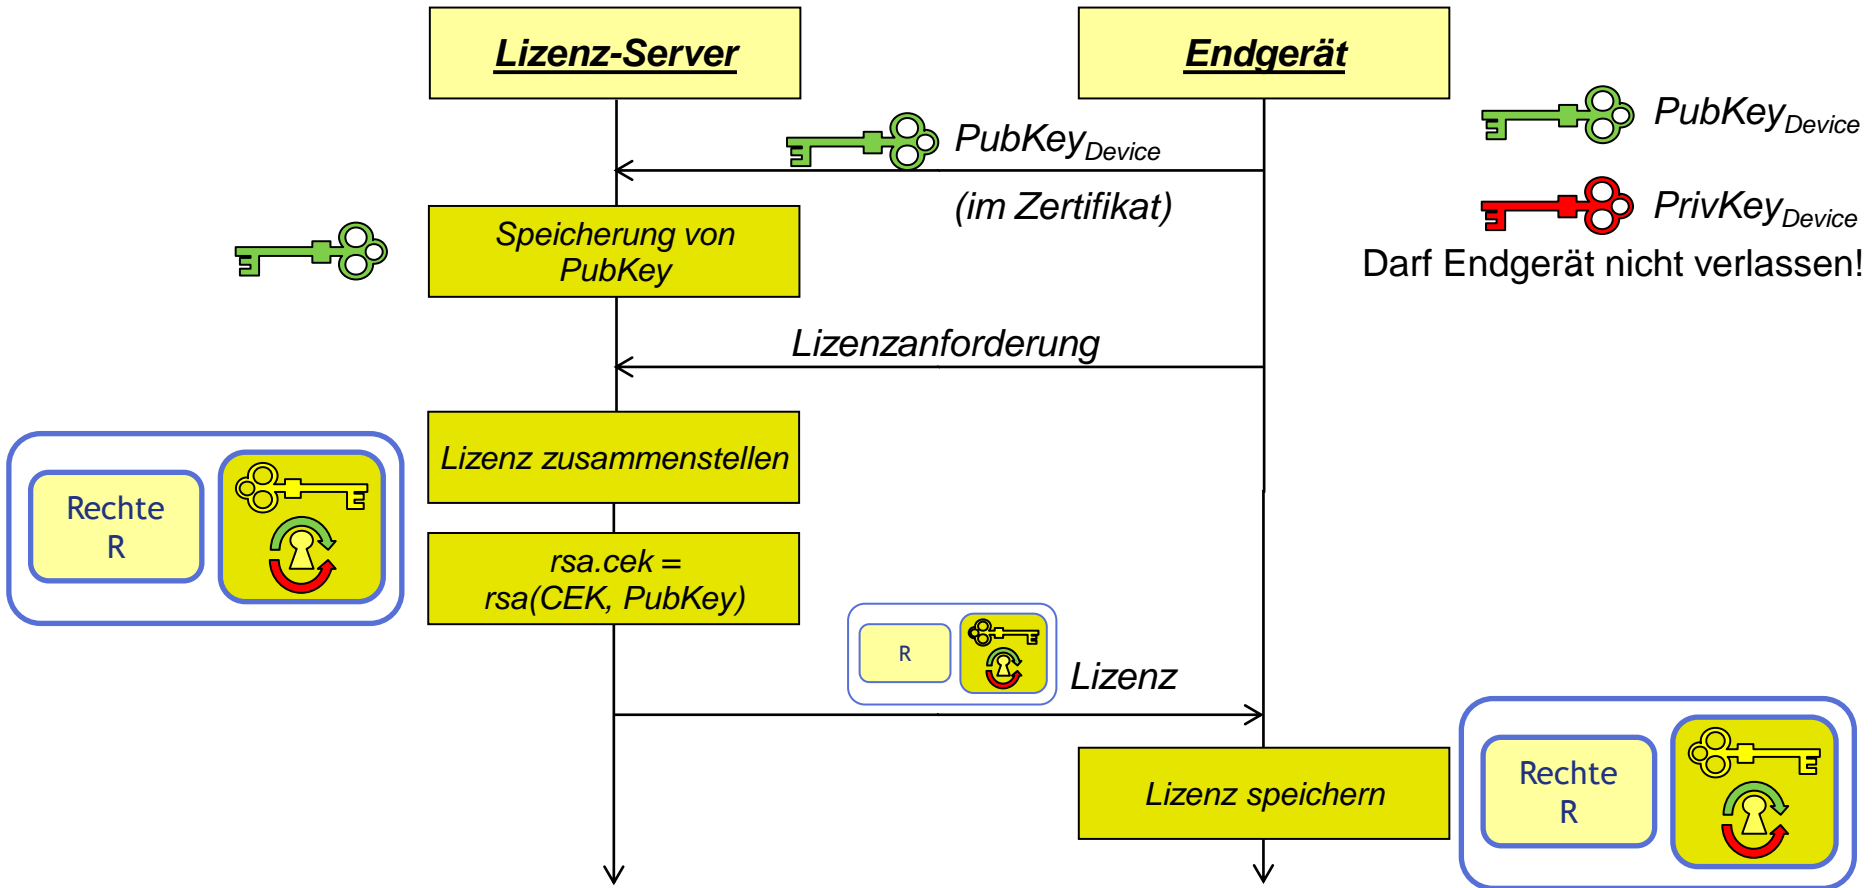 Lizenz-Server
Endgerät
PubKeyDevice
PubKeyDevice
(im Zertifikat)
PrivKeyDevice
Darf Endgerät nicht verlassen!
Speicherung von
PubKey
Lizenzanforderung
Lizenz zusammenstellen
Rechte
R
rsa.cek =
rsa(CEK, PubKey)
R
Lizenz
Lizenz speichern
Rechte
R